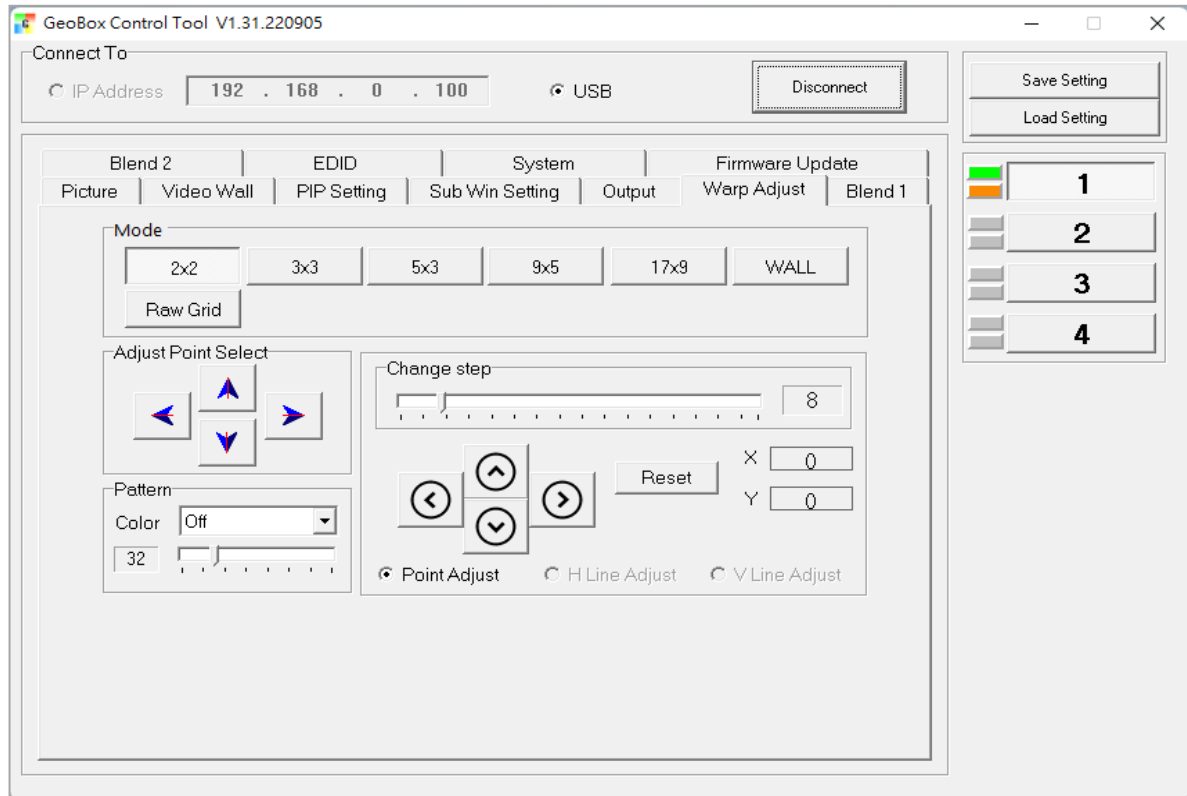 GeoBox Control Tool V1.31.220905
Connect To
IP Address 192 . 168 . 0 . 100 USB Disconnect
Save Setting
Load Setting
Blend 2 EDID System Firmware Update
Picture Video Wall PIP Setting Sub Win Setting Output Warp Adjust Blend 1
1
2
3
4
Mode
2x2 3x3 5x3 9x5 17x9 WALL
Raw Grid
Adjust Point Select
Pattern
Color Off
32
Change step
8
Reset
X 0
Y 0
Point Adjust H Line Adjust V Line Adjust